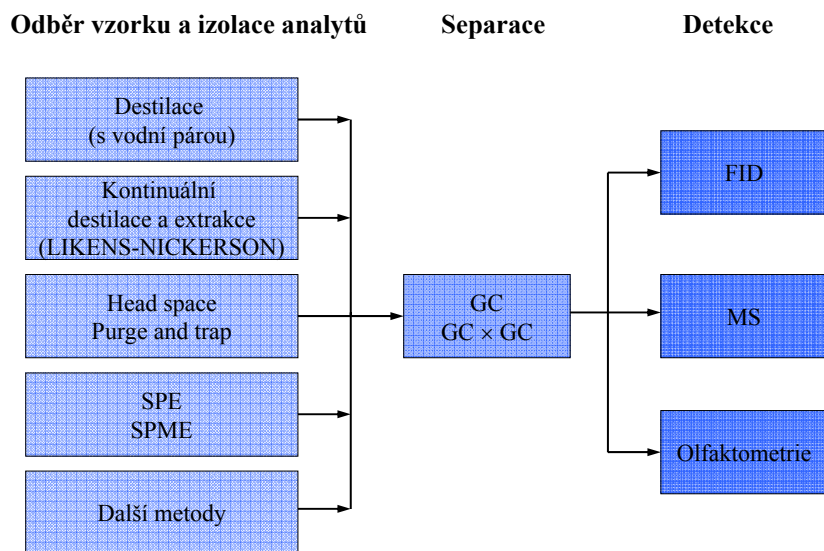 Odběr vzorku a izolace analytů
Separace
Detekce
Destilace
(s vodní párou)
Kontinuální
destilace a extrakce
(LIKENS-NICKERSON)
Head space
Purge and trap
SPE
SPME
Další metody
GC
GC × GC
FID
MS
Olfaktometrie